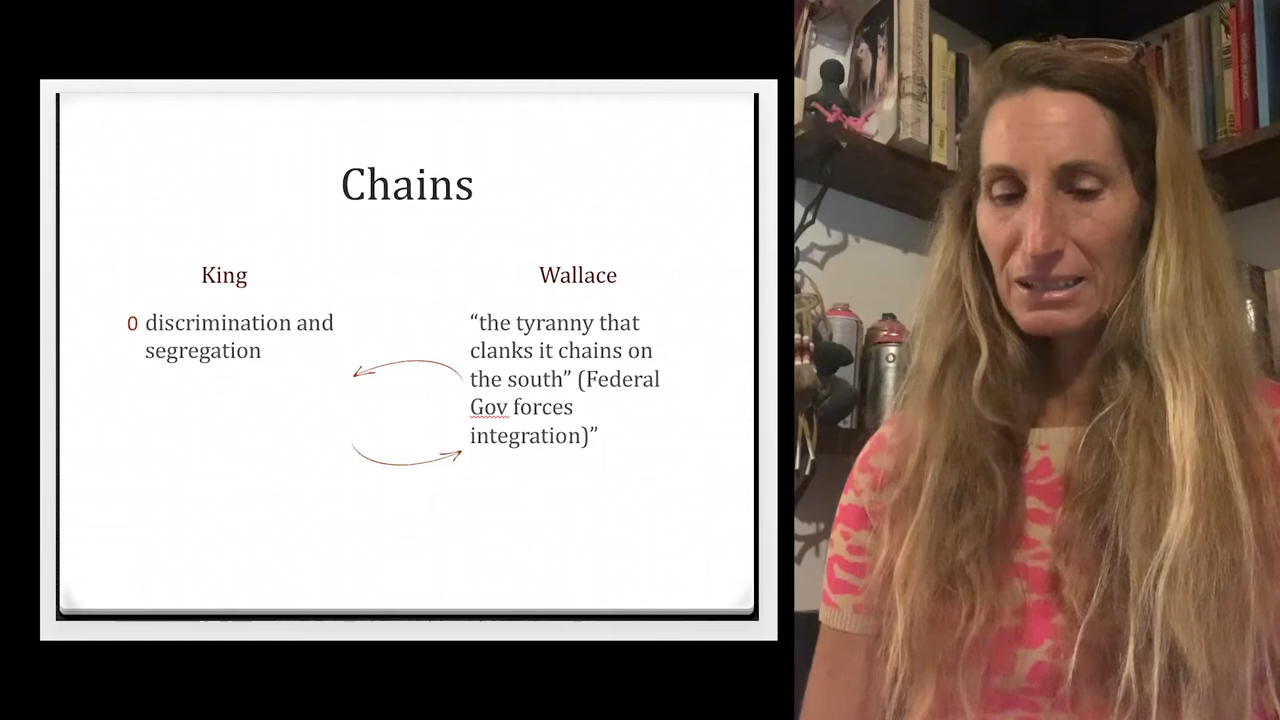 Chains
King
Wallace
0 discrimination and
segregation
“the tyranny that
clanks it chains on
the south” (Federal
Gov forces
integration)”